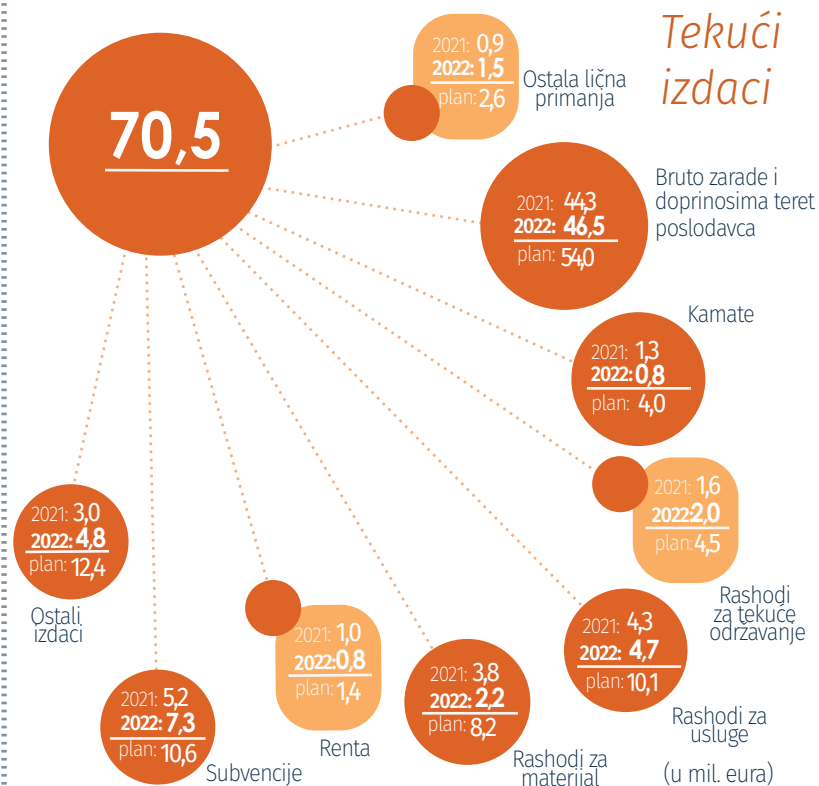 Tekući
izdaci
70,5
2021: 0,9
2022: 1,5
plan: 2,6
Ostala lična
primanja
2021: 44,3
2022: 46,5
plan: 54,0
Bruto zarade i
doprinosima teret
poslodavca
Kamate
2021: 1,3
2022: 0,8
plan: 4,0
2021: 1,6
2022: 2,0
plan: 4,5
Rashodi
za tekuće
održavanje
2021: 4,3
2022: 4,7
plan: 10,1
Rashodi za
usluge
2021: 3,8
2022: 2,2
plan: 8,2
Rashodi za
materijal
2021: 1,0
2022: 0,8
plan: 1,4
Renta
2021: 5,2
2022: 7,3
plan: 10,6
Subvencije
2021: 3,0
2022: 4,8
plan: 12,4
Ostali
izdaci
(u mil. eura)